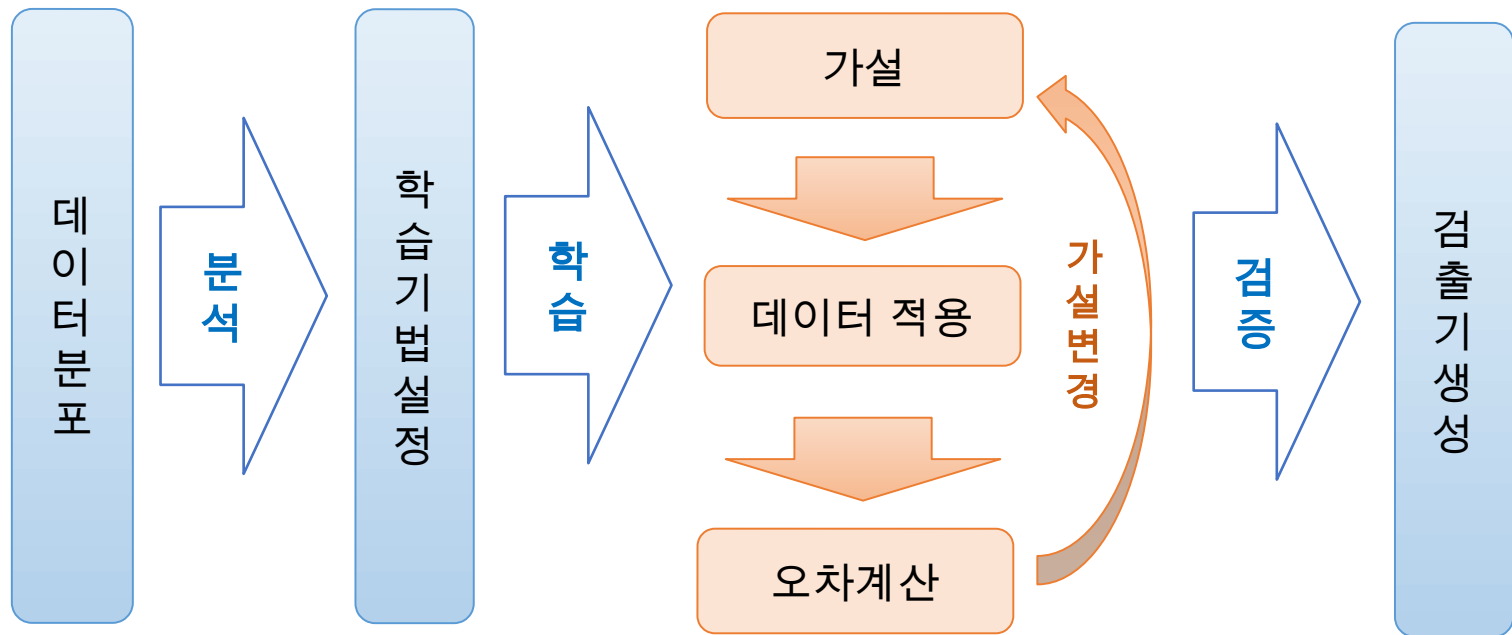 데이터분포
분석
학습기법설정
학습
가설
데이터 적용
오차계산
가설변경
검증
검출기생성